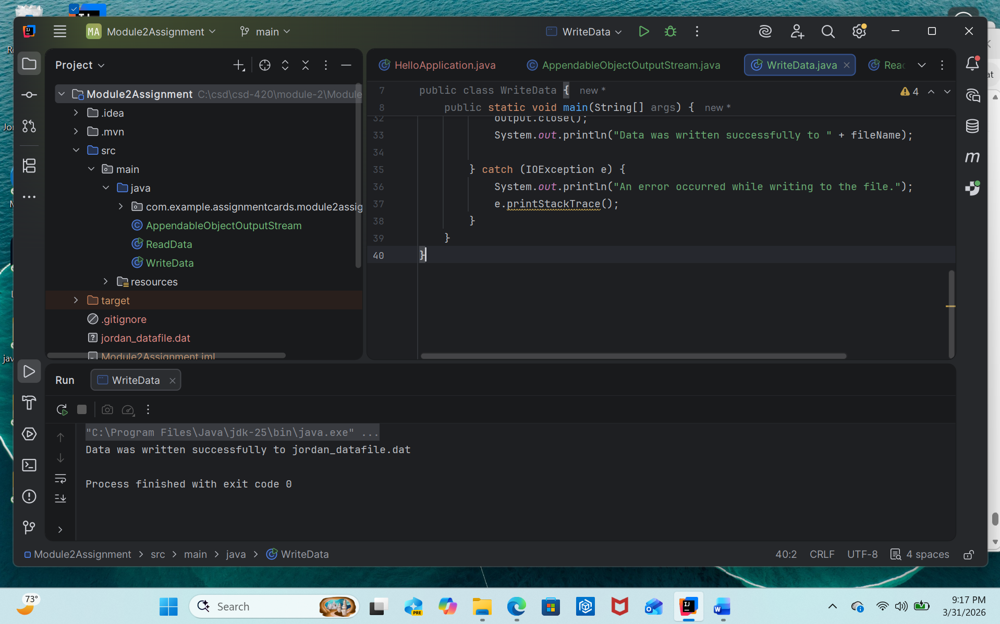 MA Module2Assignment main WriteData
Project
Module2Assignment C:\csd\csd-420\module-2\Module
.idea
.mvn
src
main
java
com.example.assignmentcards.module2assig
AppendableObjectOutputStream
ReadData
WriteData
resources
target
.gitignore
jordan_datafile.dat
Module2Assignment.iml
HelloApplication.java AppendableObjectOutputStream.java WriteData.java Read
4
7 public class WriteData { new *
8 public static void main(String[] args) { new *
32 output.close();
33 System.out.println("Data was written successfully to " + fileName);
34
35 } catch (IOException e) {
36 System.out.println("An error occurred while writing to the file.");
37 e.printStackTrace();
38 }
39 }
40 }
m
Run WriteData
"C:\Program Files\Java\jdk-25\bin\java.exe" ...
Data was written successfully to jordan_datafile.dat
Process finished with exit code 0
Module2Assignment > src > main > java > WriteData
40:2 CRLF UTF-8 4 spaces
73°
Search
PRE
9:17 PM
3/31/2026